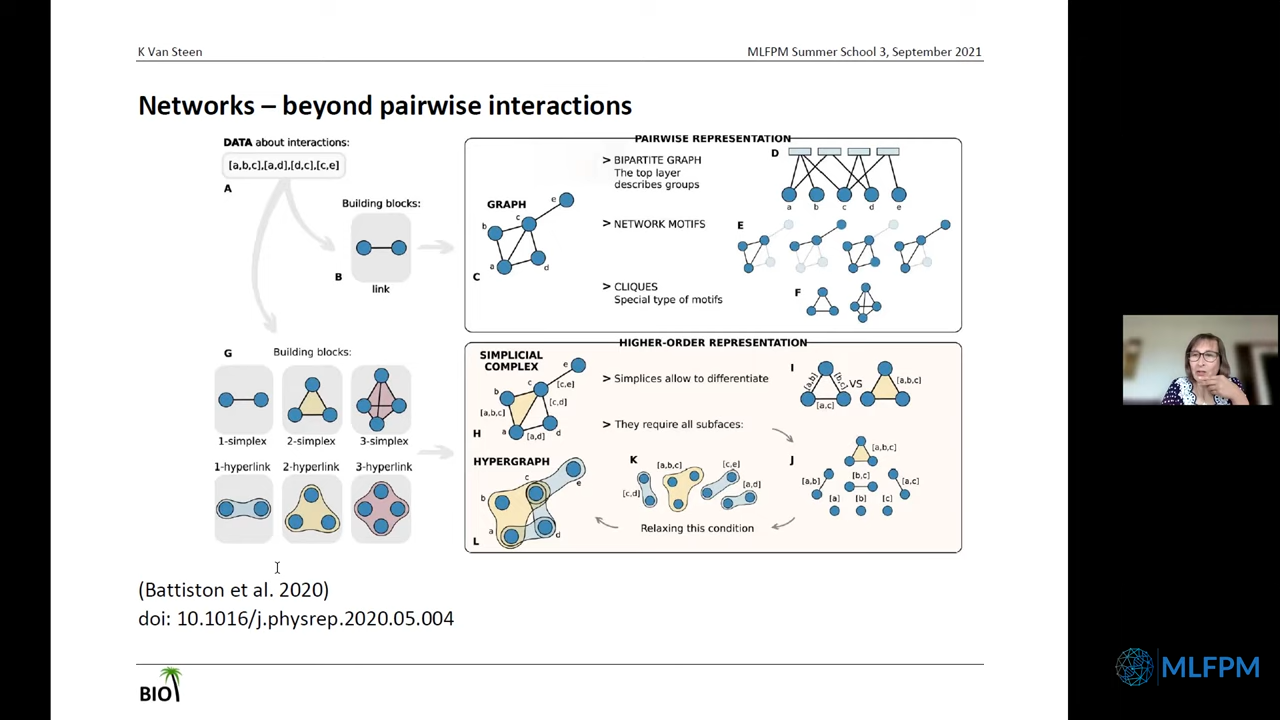 K Van Steen
MLFPM Summer School 3, September 2021
Networks – beyond pairwise interactions
DATA about interactions:
[a,b,c],[a,d],[d,c],[c,e]
A
Building blocks:
B
link
PAIRWISE REPRESENTATION
GRAPH
e
c
b
a
d
C
> BIPARTITE GRAPH
The top layer
describes groups
D
a b c d e
> NETWORK MOTIFS
E
> CLIQUES
Special type of motifs
F
G
Building blocks:
1-simplex 2-simplex 3-simplex
1-hyperlink 2-hyperlink 3-hyperlink
HIGHER-ORDER REPRESENTATION
SIMPLICIAL
COMPLEX
e
c
[c,e]
b
[c,d]
[a,b,c]
a
[a,d]
d
H
> Simplices allow to differentiate
I
[a,b]
[b,c]
[a,c]
VS
[a,b,c]
> They require all subfaces:
J
[a,b,c]
[a,b]
[b,c]
[a,c]
[a] [b] [c]
HYPERGRAPH
c
e
b
a
d
L
K
[a,b,c]
[c,e]
[c,d]
[a,d]
Relaxing this condition
(Battiston et al. 2020)
doi: 10.1016/j.physrep.2020.05.004
BIO
MLFPM